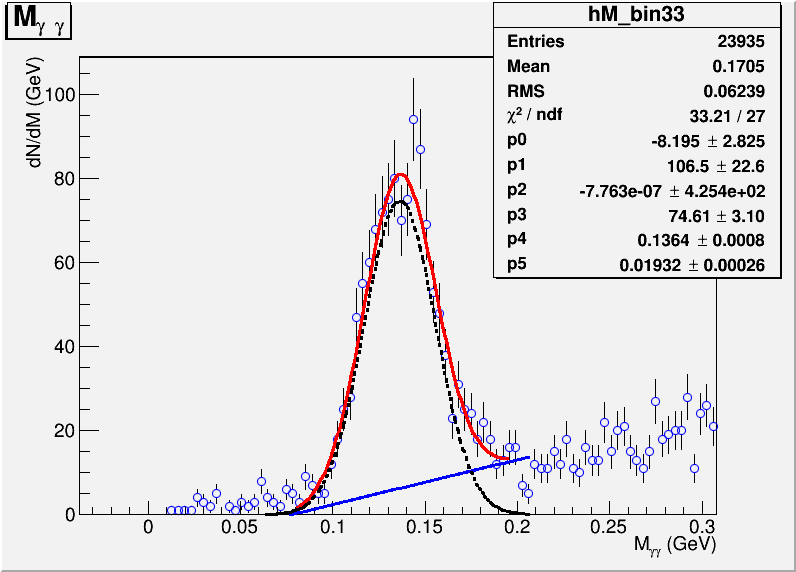 M γ γ
hM_bin33
Entries 23935
Mean 0.1705
RMS 0.06239
χ² / ndf 33.21 / 27
p0 -8.195 ± 2.825
p1 106.5 ± 22.6
p2 -7.763e-07 ± 4.254e+02
p3 74.61 ± 3.10
p4 0.1364 ± 0.0008
p5 0.01932 ± 0.00026
dN/dM (GeV)
100
80
60
40
20
0
0 0.05 0.1 0.15 0.2 0.25 0.3
Mγγ (GeV)